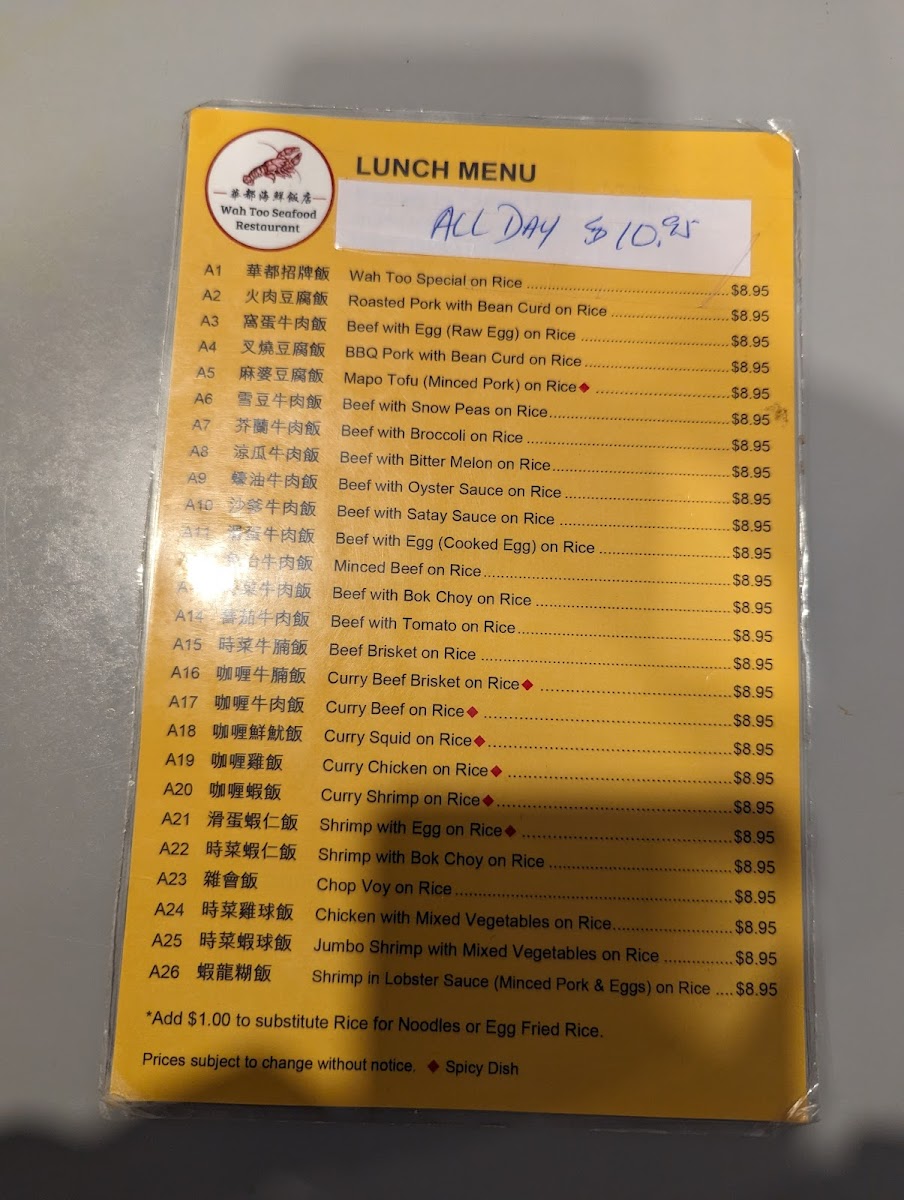 華都海鮮飯店
Wah Too Seafood
Restaurant
LUNCH MENU
ALL DAY $10.95
A1 華都招牌飯 Wah Too Special on Rice $8.95
A2 火肉豆腐飯 Roasted Pork with Bean Curd on Rice $8.95
A3 窩蛋牛肉飯 Beef with Egg (Raw Egg) on Rice $8.95
A4 叉燒豆腐飯 BBQ Pork with Bean Curd on Rice $8.95
A5 麻婆豆腐飯 Mapo Tofu (Minced Pork) on Rice $8.95
A6 雪豆牛肉飯 Beef with Snow Peas on Rice $8.95
A7 芥蘭牛肉飯 Beef with Broccoli on Rice $8.95
A8 涼瓜牛肉飯 Beef with Bitter Melon on Rice $8.95
A9 蠔油牛肉飯 Beef with Oyster Sauce on Rice $8.95
A10 沙爹牛肉飯 Beef with Satay Sauce on Rice $8.95
A11 滑蛋牛肉飯 Beef with Egg (Cooked Egg) on Rice $8.95
牛肉飯 Minced Beef on Rice $8.95
菜牛肉飯 Beef with Bok Choy on Rice $8.95
A14 蕃茄牛肉飯 Beef with Tomato on Rice $8.95
A15 時菜牛腩飯 Beef Brisket on Rice $8.95
A16 咖喱牛腩飯 Curry Beef Brisket on Rice $8.95
A17 咖喱牛肉飯 Curry Beef on Rice $8.95
A18 咖喱鮮魷飯 Curry Squid on Rice $8.95
A19 咖喱雞飯 Curry Chicken on Rice $8.95
A20 咖喱蝦飯 Curry Shrimp on Rice $8.95
A21 滑蛋蝦仁飯 Shrimp with Egg on Rice $8.95
A22 時菜蝦仁飯 Shrimp with Bok Choy on Rice $8.95
A23 雜會飯 Chop Voy on Rice $8.95
A24 時菜雞球飯 Chicken with Mixed Vegetables on Rice $8.95
A25 時菜蝦球飯 Jumbo Shrimp with Mixed Vegetables on Rice $8.95
A26 蝦龍糊飯 Shrimp in Lobster Sauce (Minced Pork & Eggs) on Rice $8.95
*Add $1.00 to substitute Rice for Noodles or Egg Fried Rice.
Prices subject to change without notice. ♦ Spicy Dish